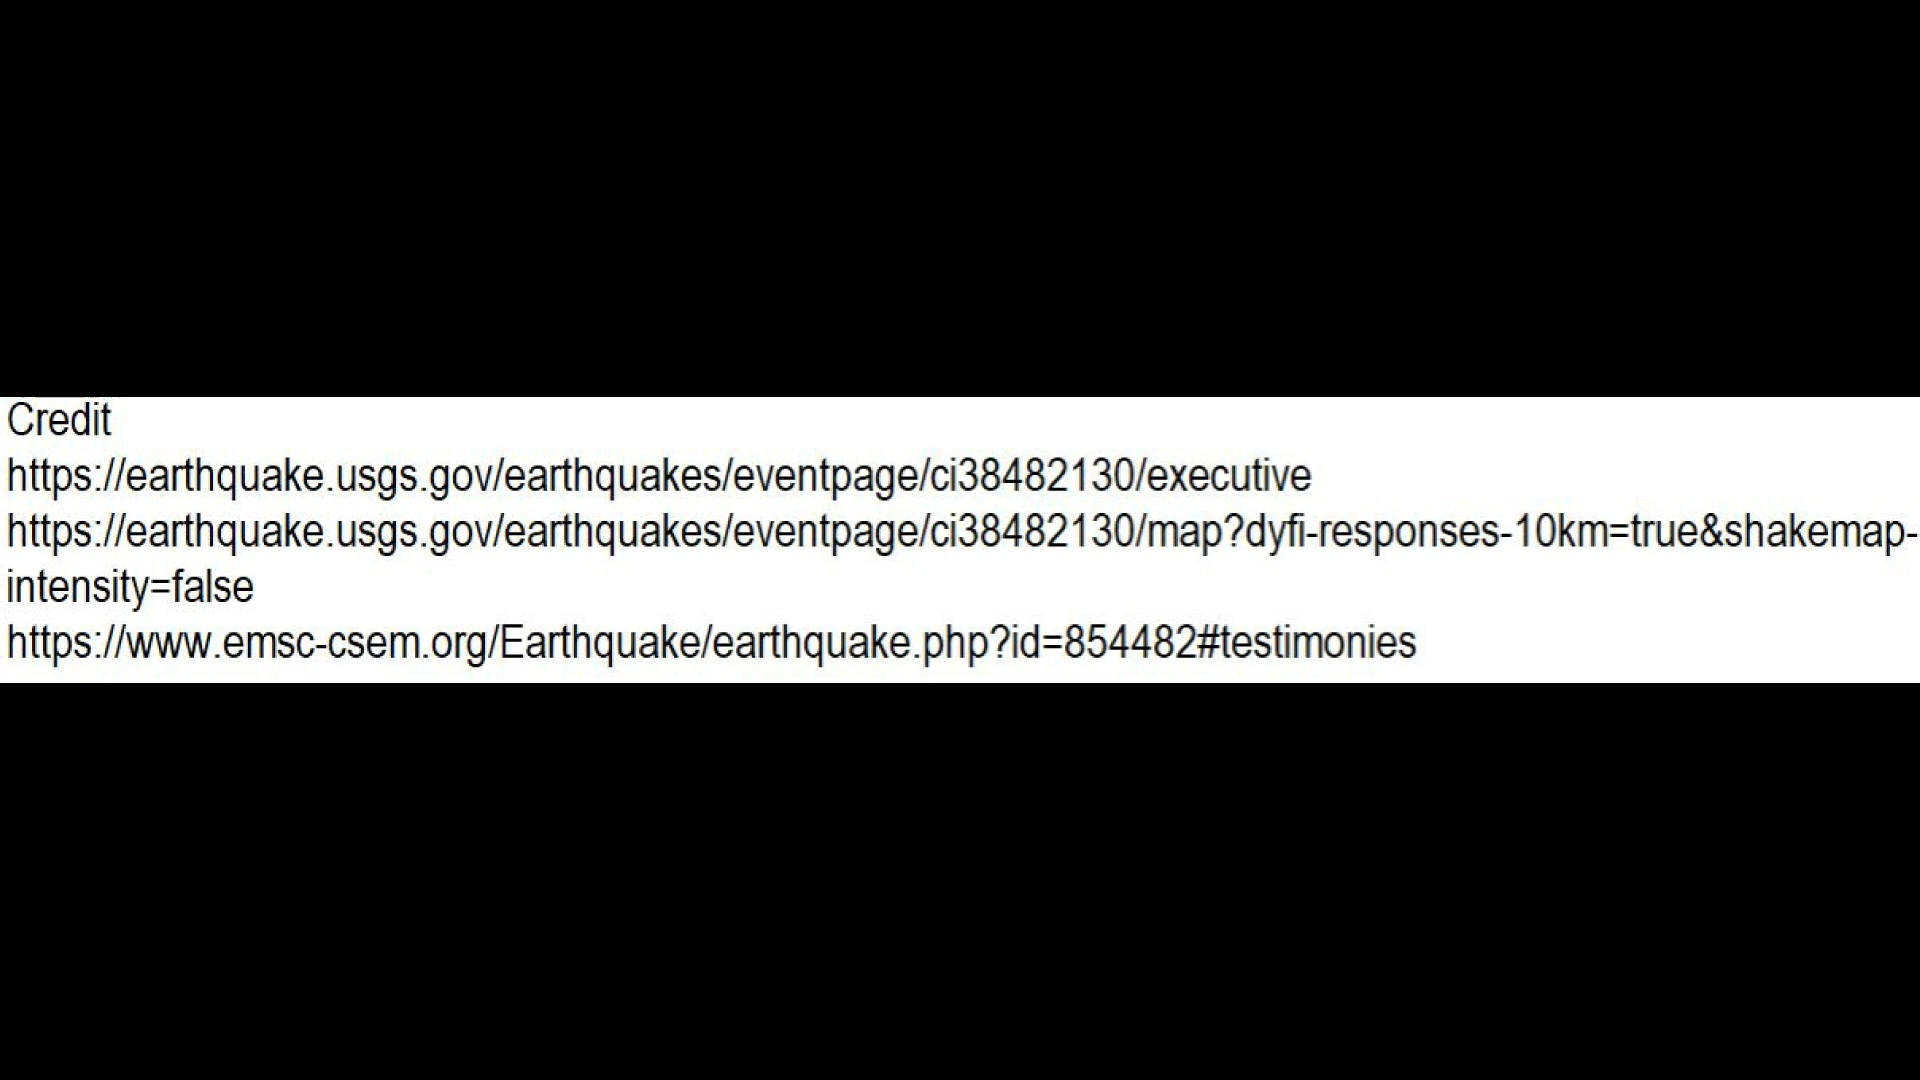 Credit
https://earthquake.usgs.gov/earthquakes/eventpage/ci38482130/executive
https://earthquake.usgs.gov/earthquakes/eventpage/ci38482130/map?dyfi-responses-10km=true&shakemap-
intensity=false
https://www.emsc-csem.org/Earthquake/earthquake.php?id=854482#testimonies